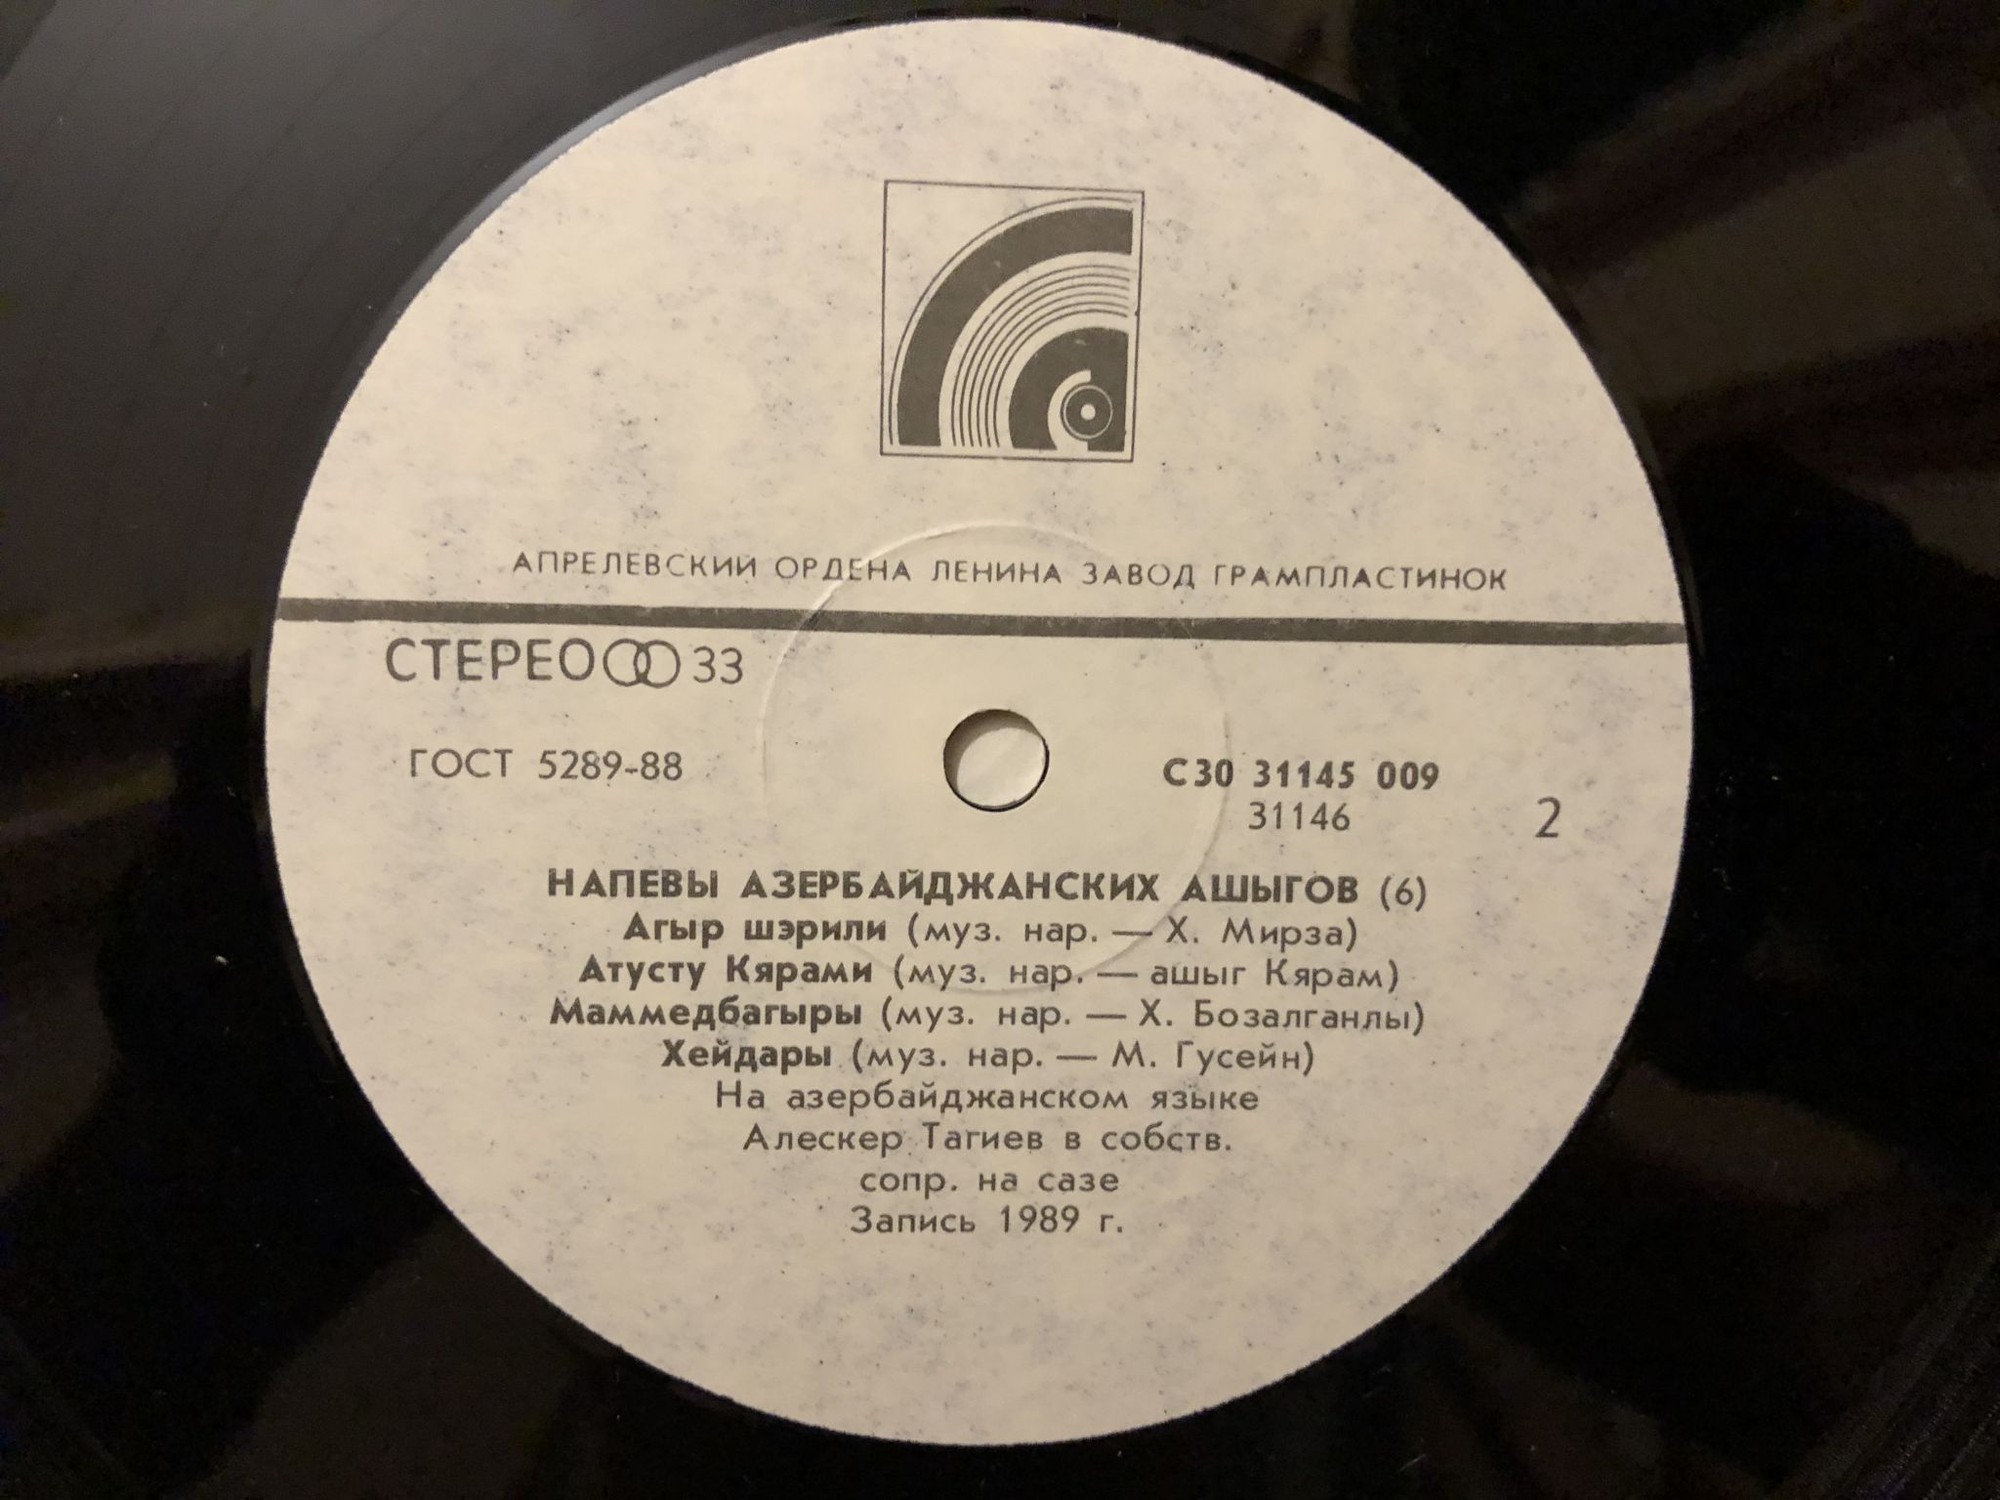 АПРЕЛЕВСКИЙ ОРДЕНА ЛЕНИНА ЗАВОД ГРАМПЛАСТИНОК
СТЕРЕО 33
ГОСТ 5289-88
С30 31145 009
31146
2
НАПЕВЫ АЗЕРБАЙДЖАНСКИХ АШЫГОВ (6)
Агыр шэрили (муз. нар. — Х. Мирза)
Атусту Кярами (муз. нар. — ашыг Кярам)
Маммедбагыры (муз. нар. — Х. Бозалганлы)
Хейдары (муз. нар. — М. Гусейн)
На азербайджанском языке
Алескер Тагиев в собств.
сопр. на сазе
Запись 1989 г.